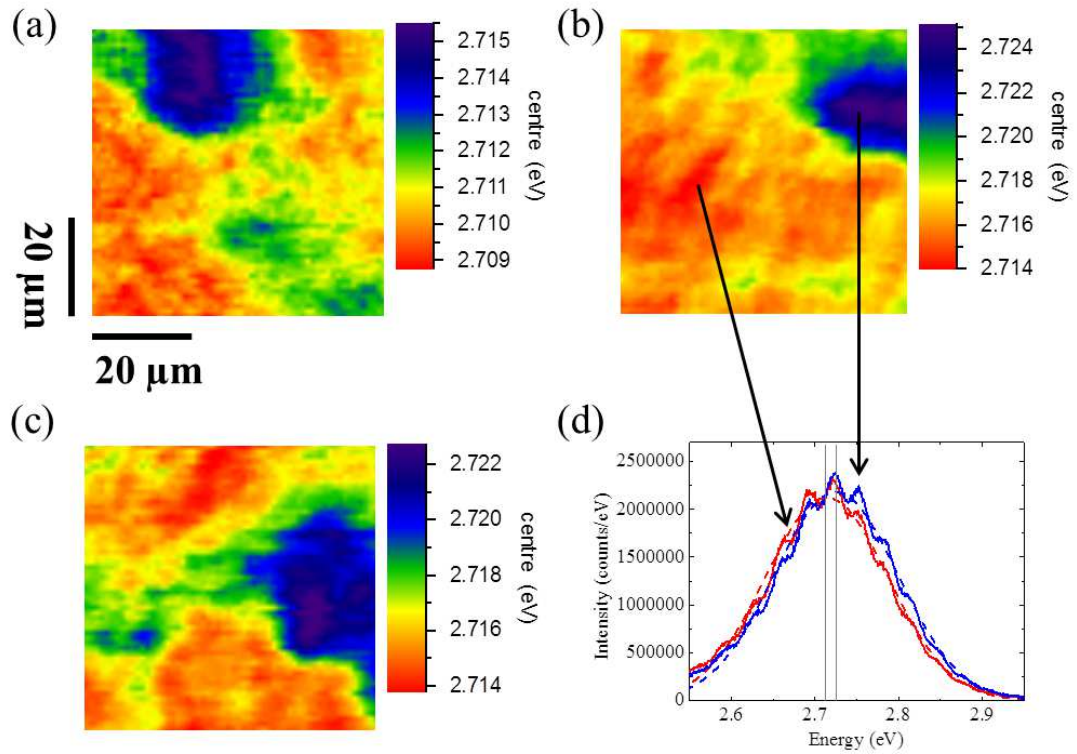 (a)
2.715
2.714
2.713
2.712
2.711
2.710
2.709
centre (eV)
20 µm
20 µm
(b)
2.724
2.722
2.720
2.718
2.716
2.714
centre (eV)
(c)
2.722
2.720
2.718
2.716
2.714
centre (eV)
(d)
2500000
2000000
1500000
1000000
500000
0
Intensity (counts/eV)
2.6 2.7 2.8 2.9
Energy (eV)